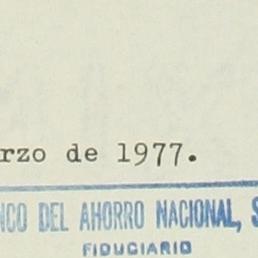 rzo de 1977.
NCO DEL AHORRO NACIONAL, S
FIDUCIARIO